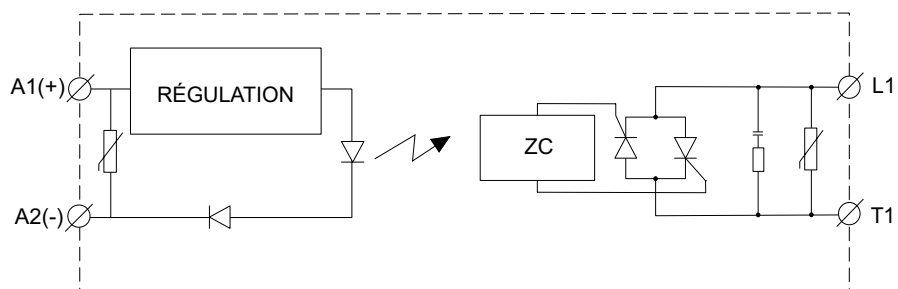 A1(+)
RÉGULATION
L1
ZC
A2(-)
T1